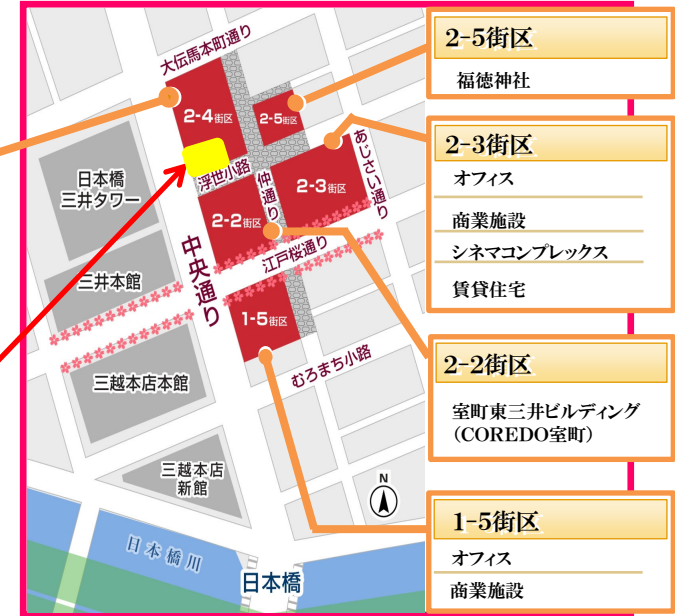 大伝馬本町通り
2-4街区
2-5街区
あじさい通り
浮世小路
仲通り
2-3街区
2-2街区
日本橋
三井タワー
中央通り
江戸桜通り
三井本館
1-5街区
むろまち小路
三越本店本館
三越本店
新館
N
日本橋川
日本橋
2-5街区
福徳神社
2-3街区
オフィス
商業施設
シネマコンプレックス
賃貸住宅
2-2街区
室町東三井ビルディング
(COREDO室町)
1-5街区
オフィス
商業施設